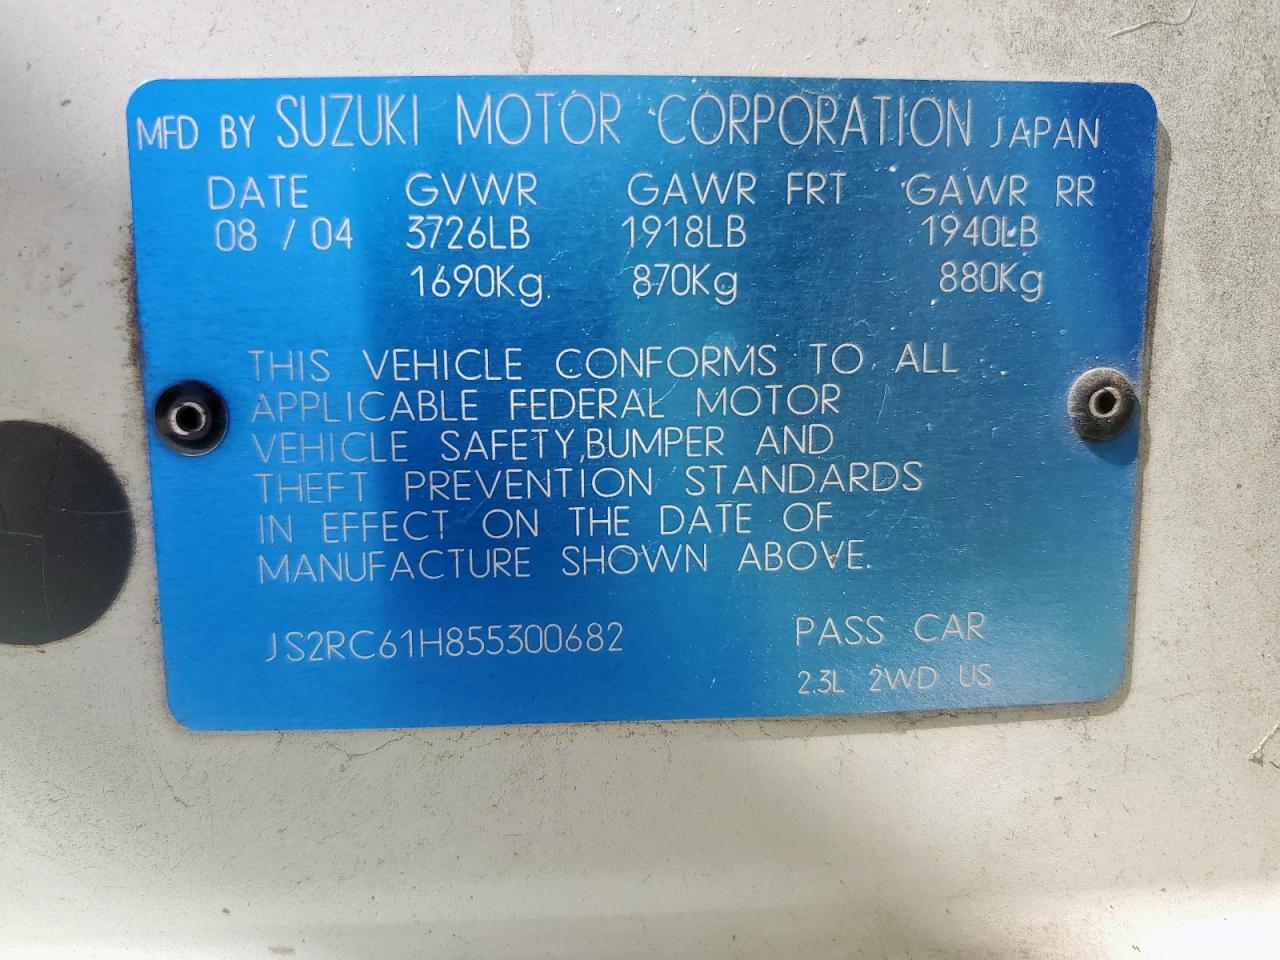 MFD BY SUZUKI MOTOR CORPORATION JAPAN
DATE GVWR GAWR FRT GAWR RR
08 / 04 3726LB 1918LB 1940LB
1690Kg 870Kg 880Kg
THIS VEHICLE CONFORMS TO ALL
APPLICABLE FEDERAL MOTOR
VEHICLE SAFETY,BUMPER AND
THEFT PREVENTION STANDARDS
IN EFFECT ON THE DATE OF
MANUFACTURE SHOWN ABOVE.
JS2RC61H855300682 PASS CAR
2.3L 2WD US